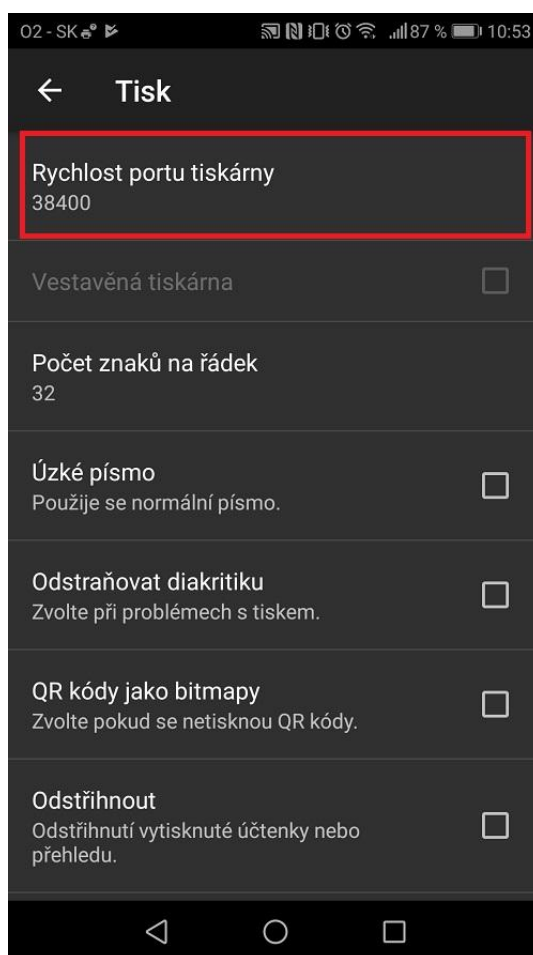 O2 - SK 87 % 10:53
Tisk
Rychlost portu tiskárny
38400
Vestavěná tiskárna
Počet znaků na řádek
32
Úzké písmo
Použije se normální písmo.
Odstraňovat diakritiku
Zvolte při problémech s tiskem.
QR kódy jako bitmapy
Zvolte pokud se netisknou QR kódy.
Odstřihnout
Odstřihnutí vytisknuté účtenky nebo
přehledu.